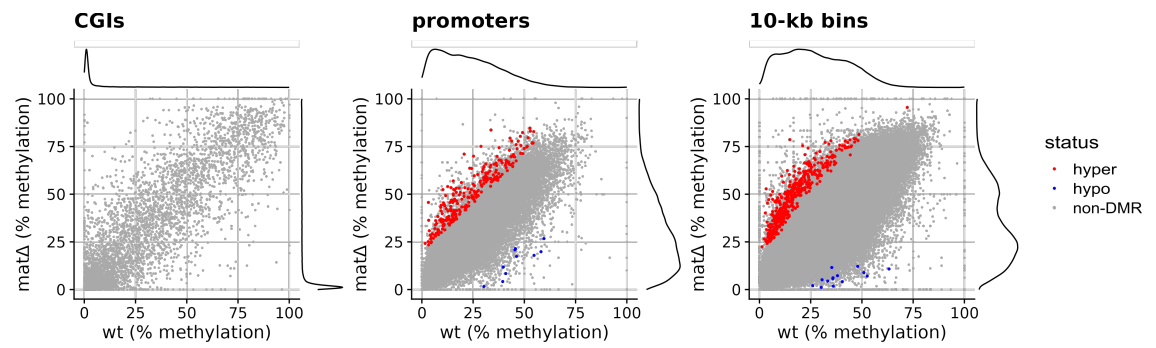 CGIs
promoters
10-kb bins
100
75
50
25
0
matΔ (% methylation)
0
25
50
75
100
wt (% methylation)
100
75
50
25
0
matΔ (% methylation)
0
25
50
75
100
wt (% methylation)
100
75
50
25
0
matΔ (% methylation)
0
25
50
75
100
wt (% methylation)
status
hyper
hypo
non-DMR